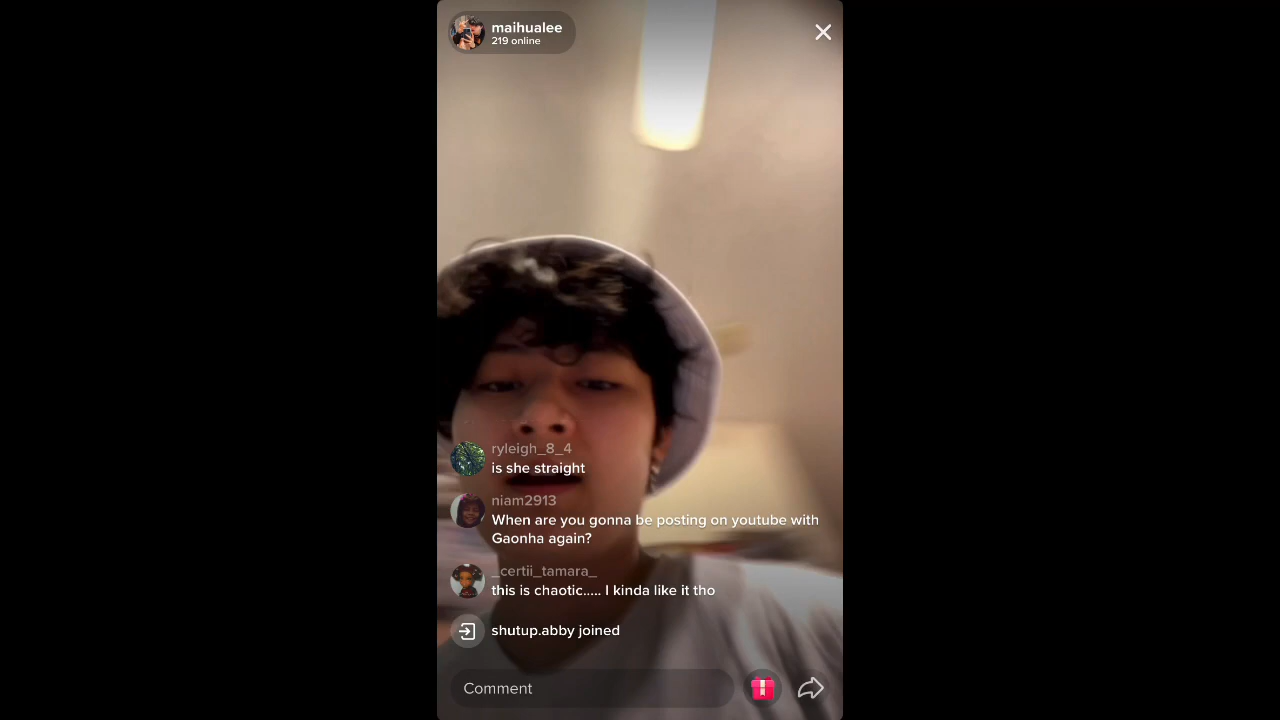 maihualee
219 online
ryleigh_8_4
is she straight
niam2913
When are you gonna be posting on youtube with
Gaonha again?
_certii_tamara_
this is chaotic..... I kinda like it tho
shutup.abby joined
Comment